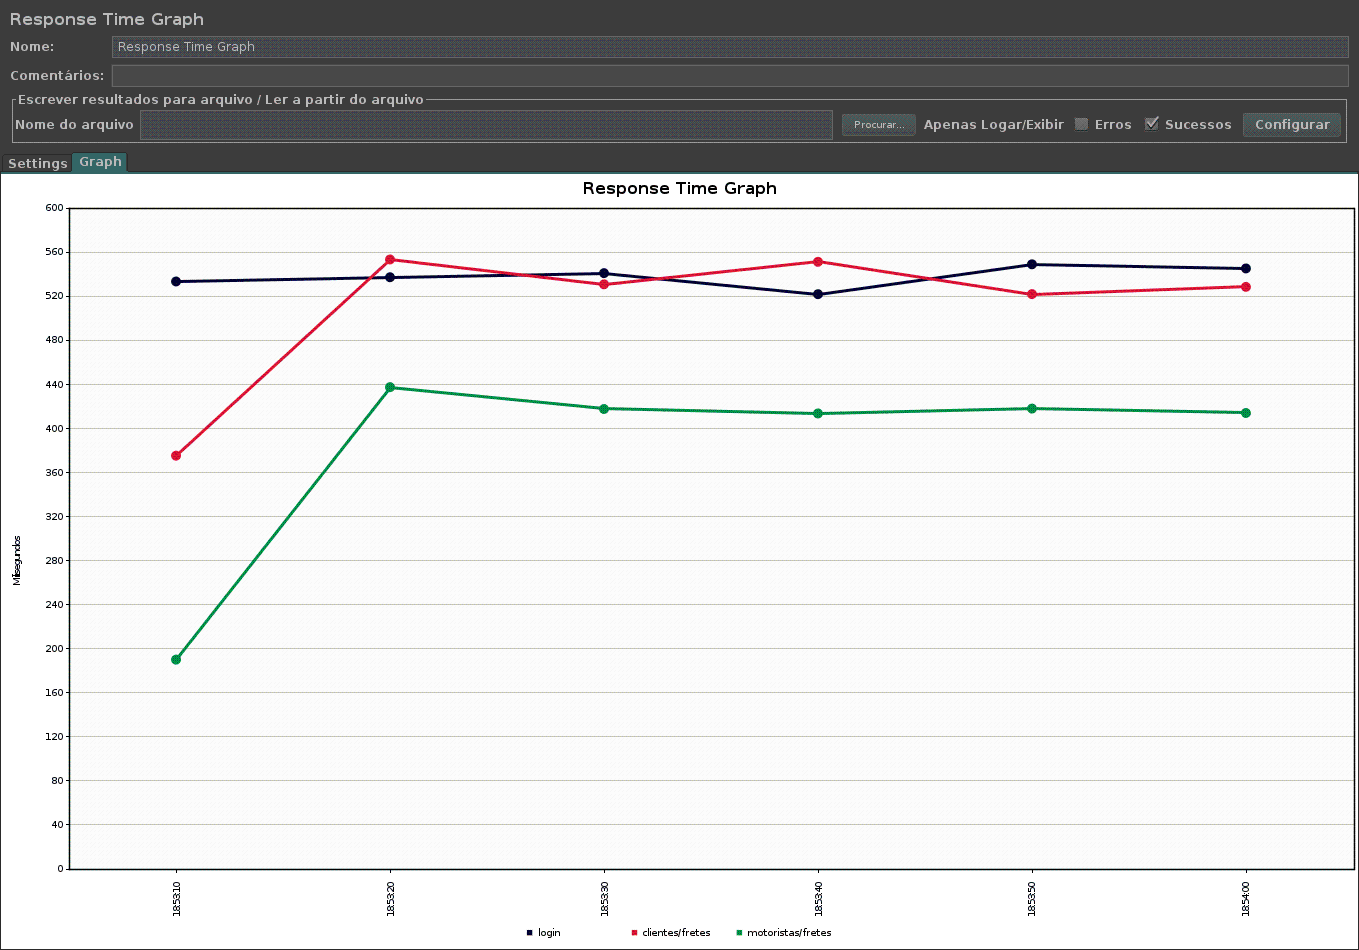 Response Time Graph
Nome: Response Time Graph
Comentários:
Escrever resultados para arquivo / Ler a partir do arquivo
Nome do arquivo Procurar... Apenas Logar/Exibir Erros Sucessos Configurar
Settings Graph
Response Time Graph
600
560
520
480
440
400
360
320
280
240
200
160
120
80
40
0
Milisegundos
18:53:10 18:53:20 18:53:30 18:53:40 18:53:50 18:54:00
login clientes/fretes motoristas/fretes